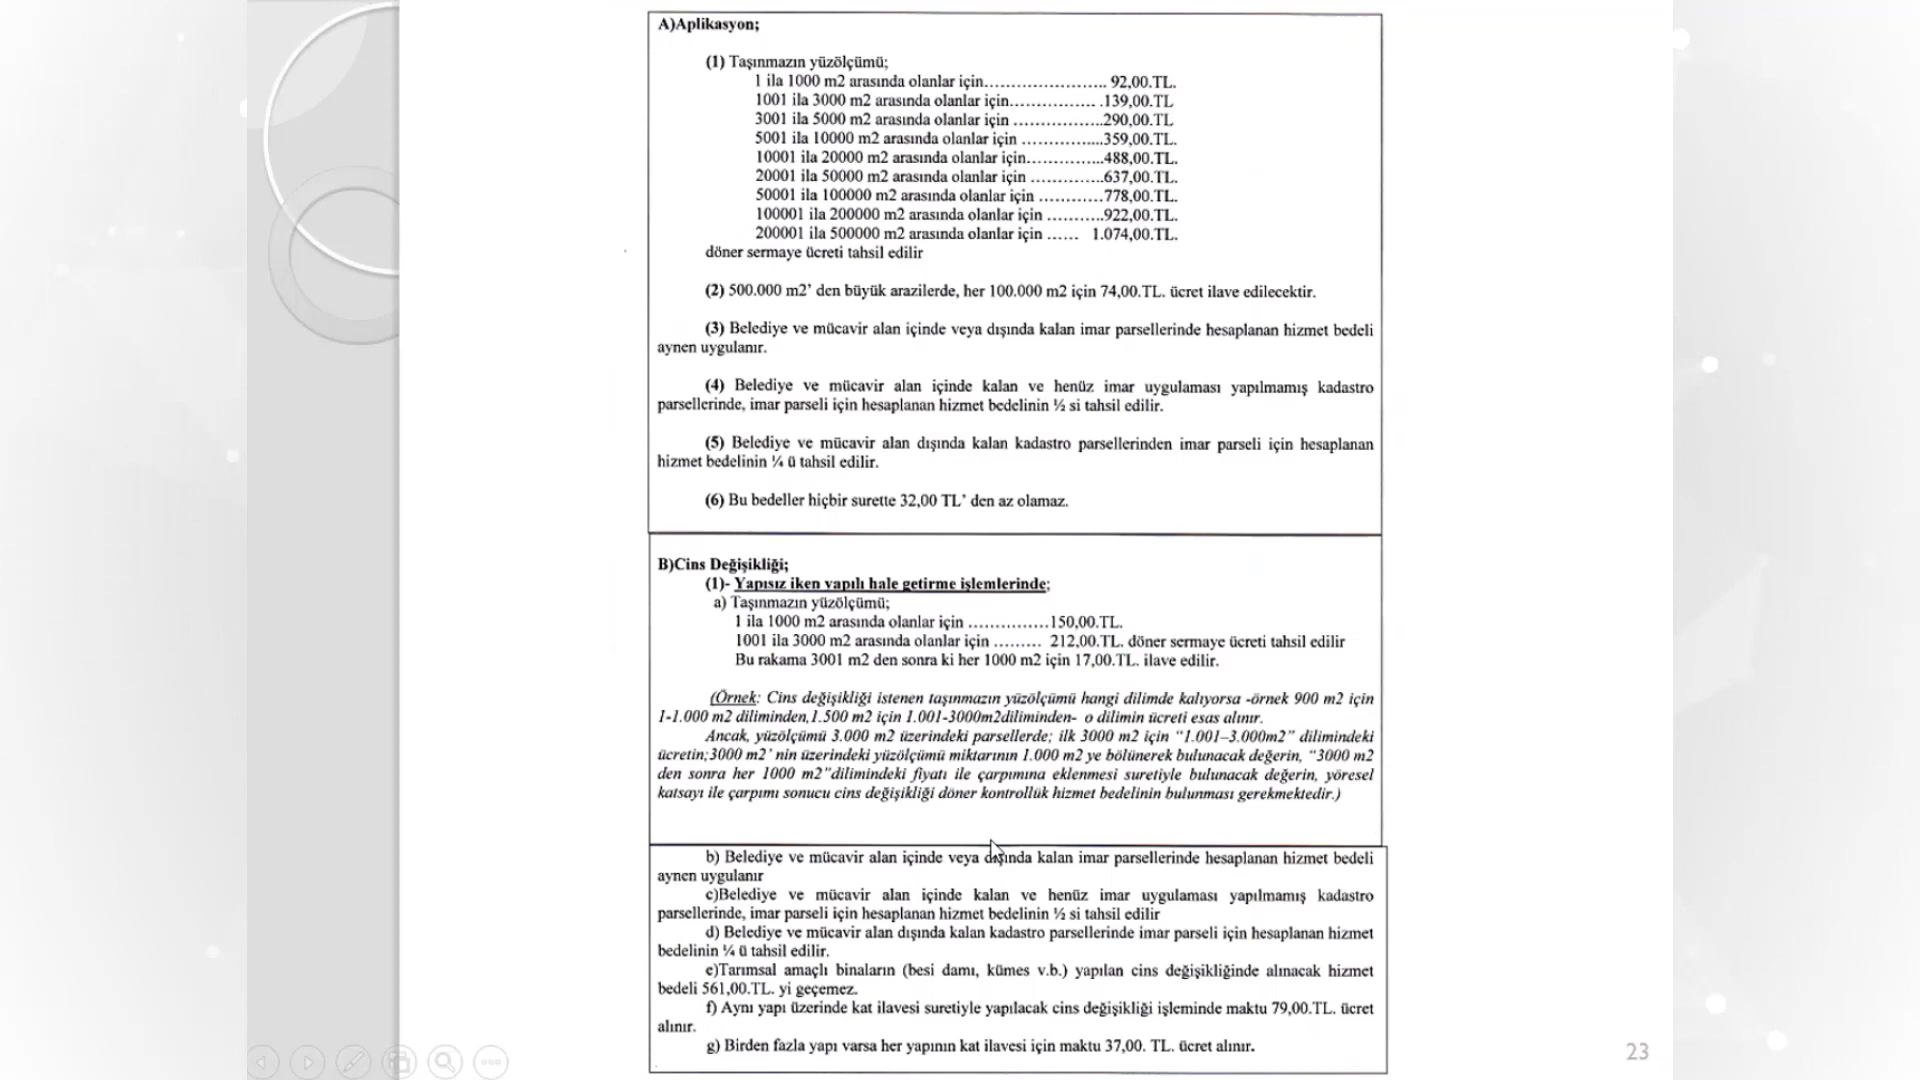 A)Aplikasyon;
(1) Taşınmazın yüzölçümü;
1 ila 1000 m2 arasında olanlar için...................... 92,00.TL.
1001 ila 3000 m2 arasında olanlar için................ .139,00.TL
3001 ila 5000 m2 arasında olanlar için ................290,00.TL
5001 ila 10000 m2 arasında olanlar için ...............359,00.TL.
10001 ila 20000 m2 arasında olanlar için..............488,00.TL.
20001 ila 50000 m2 arasında olanlar için .............637,00.TL.
50001 ila 100000 m2 arasında olanlar için ............778,00.TL.
100001 ila 200000 m2 arasında olanlar için ..........922,00.TL.
200001 ila 500000 m2 arasında olanlar için ...... 1.074,00.TL.
döner sermaye ücreti tahsil edilir
(2) 500.000 m2' den büyük arazilerde, her 100.000 m2 için 74,00.TL. ücret ilave edilecektir.
(3) Belediye ve mücavir alan içinde veya dışında kalan imar parsellerinde hesaplanan hizmet bedeli
aynen uygulanır.
(4) Belediye ve mücavir alan içinde kalan ve henüz imar uygulaması yapılmamış kadastro
parsellerinde, imar parseli için hesaplanan hizmet bedelinin ½ si tahsil edilir.
(5) Belediye ve mücavir alan dışında kalan kadastro parsellerinden imar parseli için hesaplanan
hizmet bedelinin ¼ ü tahsil edilir.
(6) Bu bedeller hiçbir surette 32,00 TL' den az olamaz.
B)Cins Değişikliği;
(1)- Yapısız iken yapılı hale getirme işlemlerinde;
a) Taşınmazın yüzölçümü;
1 ila 1000 m2 arasında olanlar için ...............150,00.TL.
1001 ila 3000 m2 arasında olanlar için ......... 212,00.TL. döner sermaye ücreti tahsil edilir
Bu rakama 3001 m2 den sonra ki her 1000 m2 için 17,00.TL. ilave edilir.
(Örnek: Cins değişikliği istenen taşınmazın yüzölçümü hangi dilimde kalıyorsa -örnek 900 m2 için
1-1.000 m2 diliminden,1.500 m2 için 1.001-3000m2diliminden- o dilimin ücreti esas alınır.
Ancak, yüzölçümü 3.000 m2 üzerindeki parsellerde; ilk 3000 m2 için "1.001–3.000m2" dilimindeki
ücretin;3000 m2' nin üzerindeki yüzölçümü miktarının 1.000 m2 ye bölünerek bulunacak değerin, "3000 m2
den sonra her 1000 m2"dilimindeki fiyatı ile çarpımına eklenmesi suretiyle bulunacak değerin, yöresel
katsayı ile çarpımı sonucu cins değişikliği döner kontrollük hizmet bedelinin bulunması gerekmektedir.)
b) Belediye ve mücavir alan içinde veya dışında kalan imar parsellerinde hesaplanan hizmet bedeli
aynen uygulanır
c)Belediye ve mücavir alan içinde kalan ve henüz imar uygulaması yapılmamış kadastro
parsellerinde, imar parseli için hesaplanan hizmet bedelinin ½ si tahsil edilir
d) Belediye ve mücavir alan dışında kalan kadastro parsellerinde imar parseli için hesaplanan hizmet
bedelinin ¼ ü tahsil edilir.
e)Tarımsal amaçlı binaların (besi damı, kümes v.b.) yapılan cins değişikliğinde alınacak hizmet
bedeli 561,00.TL. yi geçemez.
f) Aynı yapı üzerinde kat ilavesi suretiyle yapılacak cins değişikliği işleminde maktu 79,00.TL. ücret
alınır.
g) Birden fazla yapı varsa her yapının kat ilavesi için maktu 37,00. TL. ücret alınır.
23